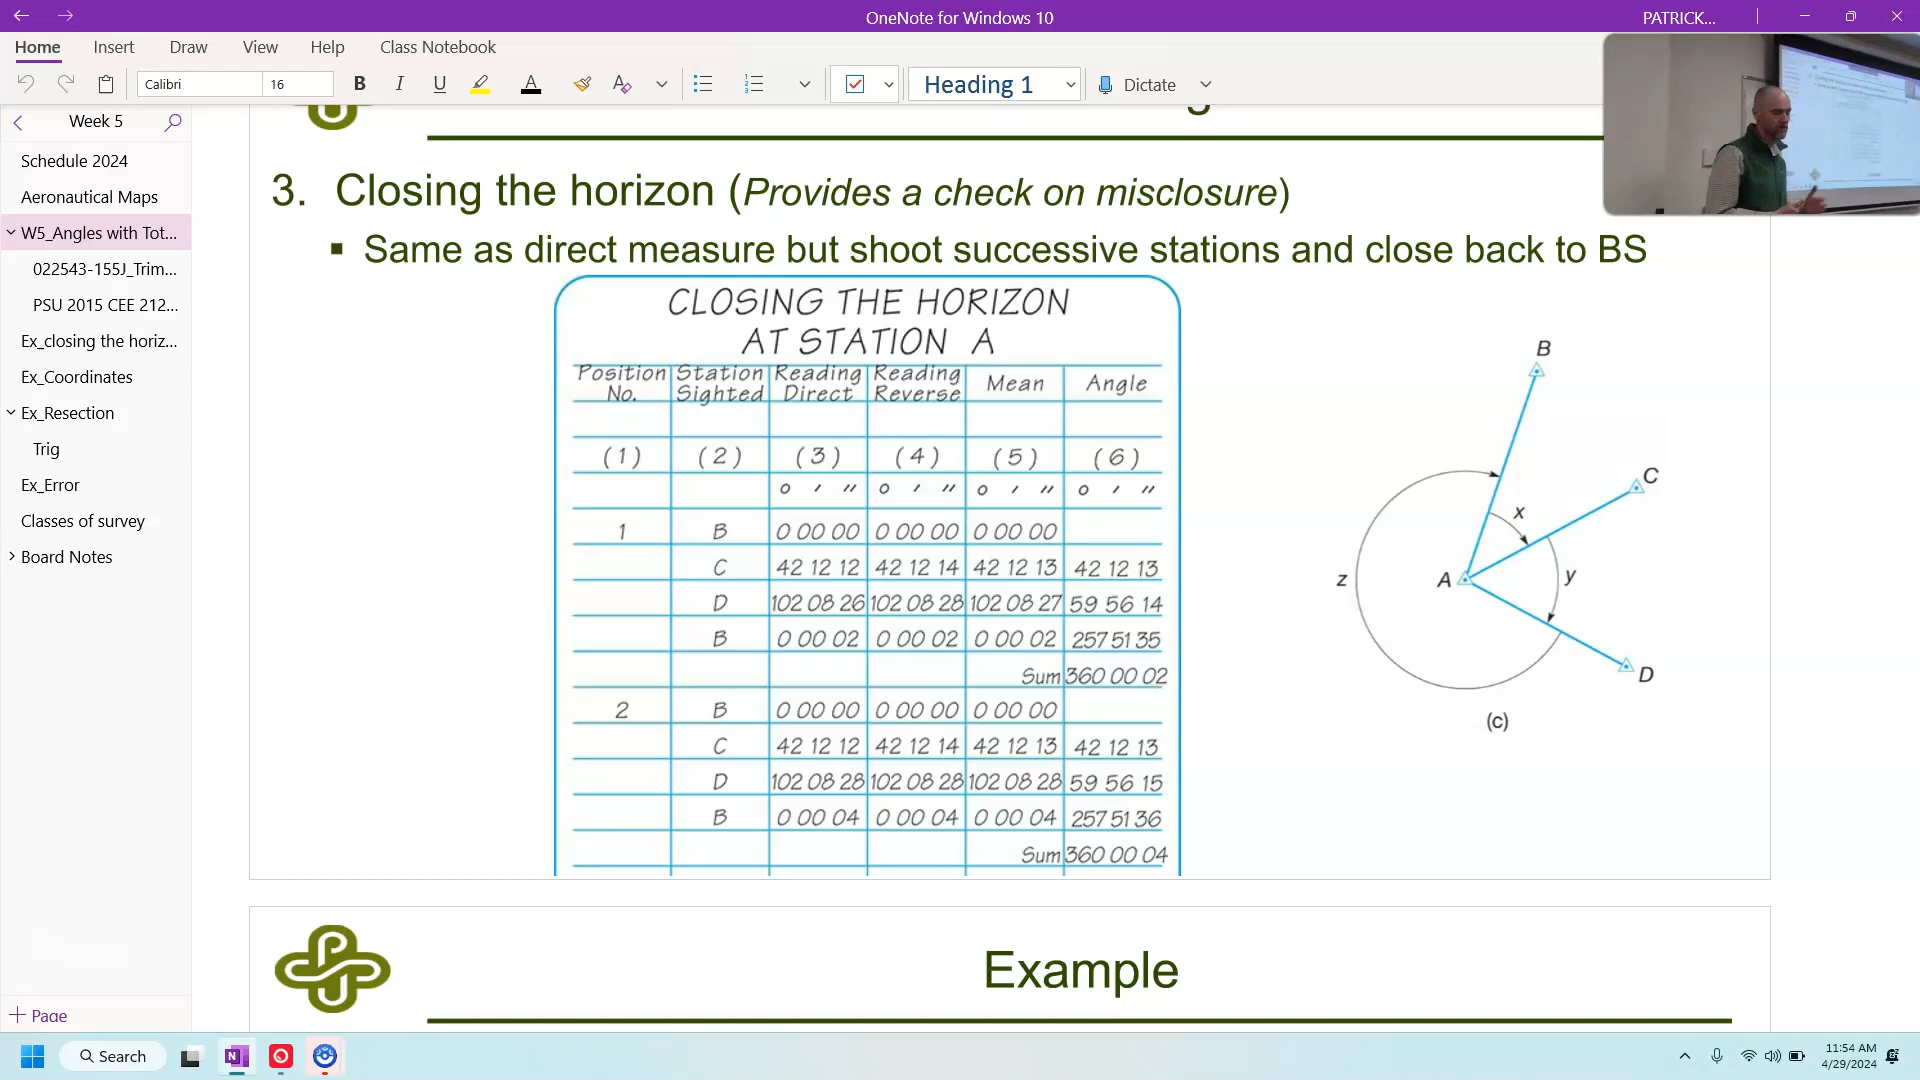 OneNote for Windows 10
PATRICK...
Home Insert Draw View Help Class Notebook
Calibri 16 B I U A A Heading 1 Dictate
Week 5
Schedule 2024
Aeronautical Maps
W5_Angles with Tot...
022543-155J_Trim...
PSU 2015 CEE 212...
Ex_closing the horiz...
Ex_Coordinates
Ex_Resection
Trig
Ex_Error
Classes of survey
Board Notes
Page
3. Closing the horizon (Provides a check on misclosure)
▪ Same as direct measure but shoot successive stations and close back to BS
CLOSING THE HORIZON
AT STATION A
Position No. Station Sighted Reading Direct Reading Reverse Mean Angle
(1) (2) (3) (4) (5) (6)
o ′ ″ o ′ ″ o ′ ″ o ′ ″
1 B 0 00 00 0 00 00 0 00 00
C 42 12 12 42 12 14 42 12 13 42 12 13
D 102 08 26 102 08 28 102 08 27 59 56 14
B 0 00 02 0 00 02 0 00 02 257 51 35
Sum 360 00 02
2 B 0 00 00 0 00 00 0 00 00
C 42 12 12 42 12 14 42 12 13 42 12 13
D 102 08 28 102 08 28 102 08 28 59 56 15
B 0 00 04 0 00 04 0 00 04 257 51 36
Sum 360 00 04
B
C
x
z
A
y
D
(c)
PSU
Example
Search
11:54 AM
4/29/2024